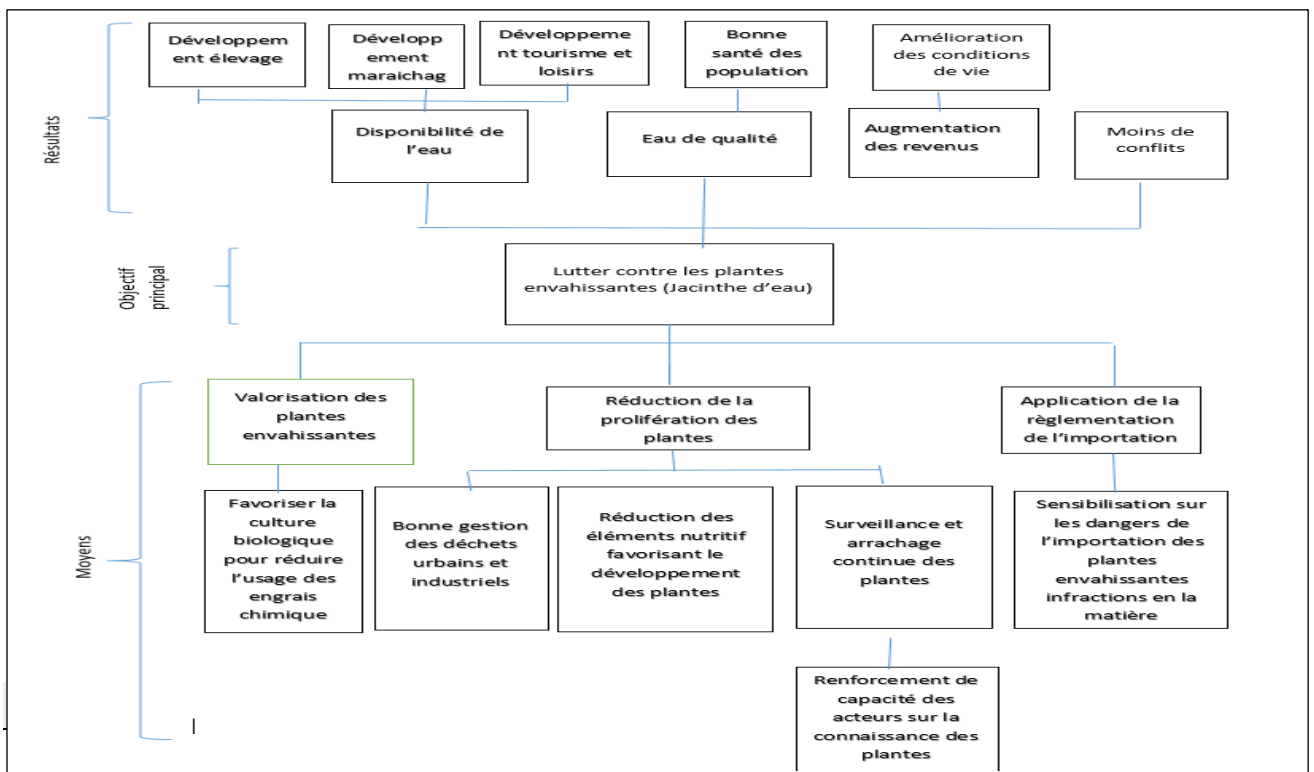 Développem
ent élevage
Développ
ement
maraichag
Développeme
nt tourisme et
loisirs
Bonne
santé des
population
Amélioration
des conditions
de vie
Résultats
Disponibilité de
l'eau
Eau de qualité
Augmentation
des revenus
Moins de
conflits
Objectif
principal
Lutter contre les plantes
envahissantes (Jacinthe d'eau)
Moyens
Valorisation des
plantes
envahissantes
Réduction de la
prolifération des
plantes
Application de la
règlementation
de l'importation
Favoriser la
culture
biologique
pour réduire
l'usage des
engrais
chimique
Bonne gestion
des déchets
urbains et
industriels
Réduction des
éléments nutritif
favorisant le
développement
des plantes
Surveillance et
arrachage
continue des
plantes
Sensibilisation sur
les dangers de
l'importation des
plantes
envahissantes
infractions en la
matière
Renforcement de
capacité des
acteurs sur la
connaissance des
plantes